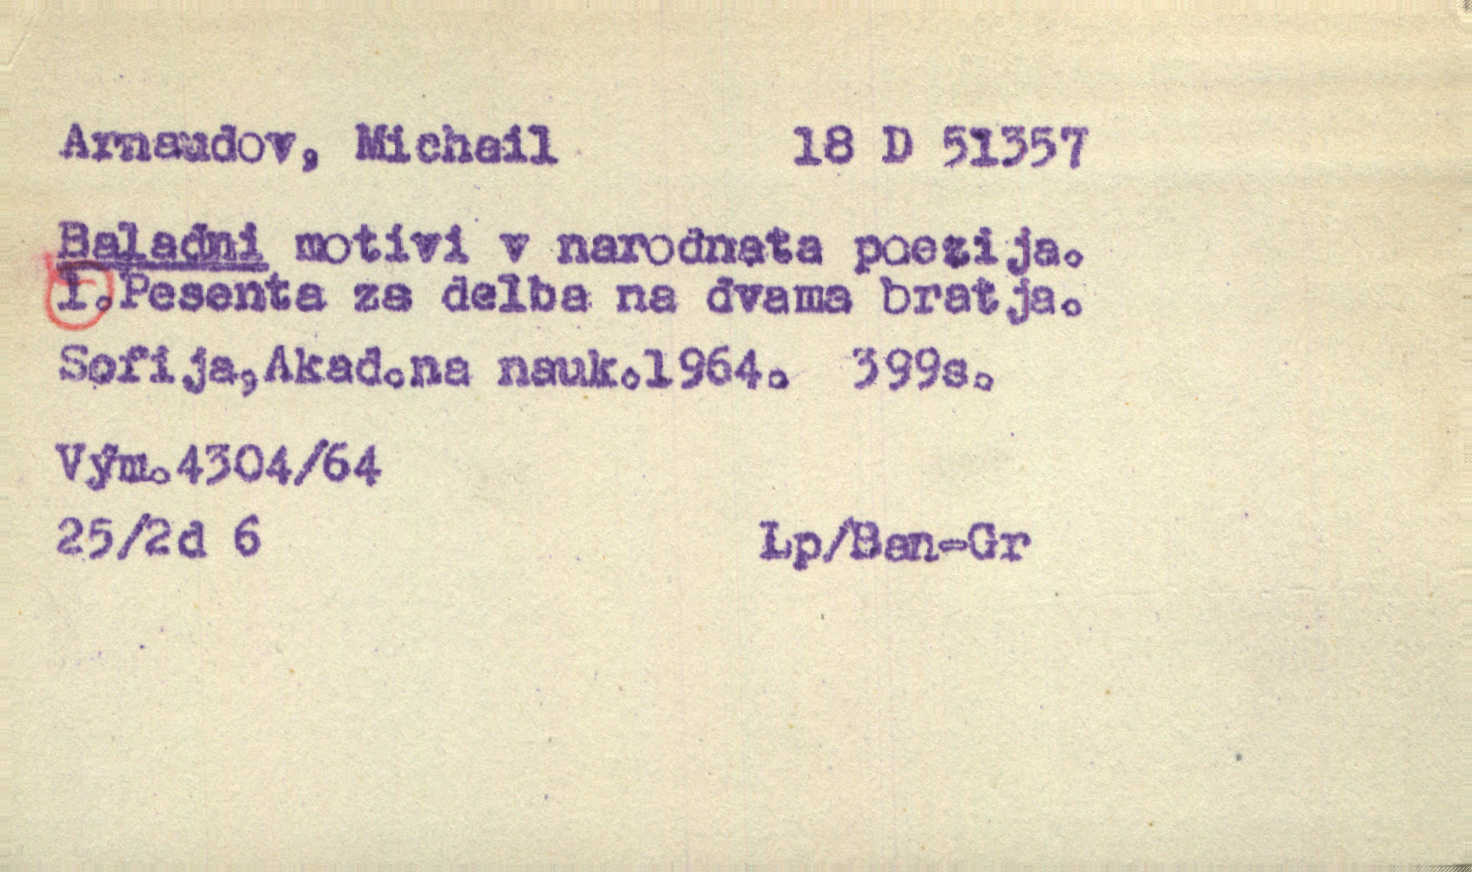 Arnaudov, Michail 18 D 51357
Baladni motivi v narodnata poezija.
1.Pesenta za delba na dvama bratja.
Sofija,Akad.na nauk.1964. 399s.
Vým.4304/64
25/2d 6 Lp/Ban-Gr